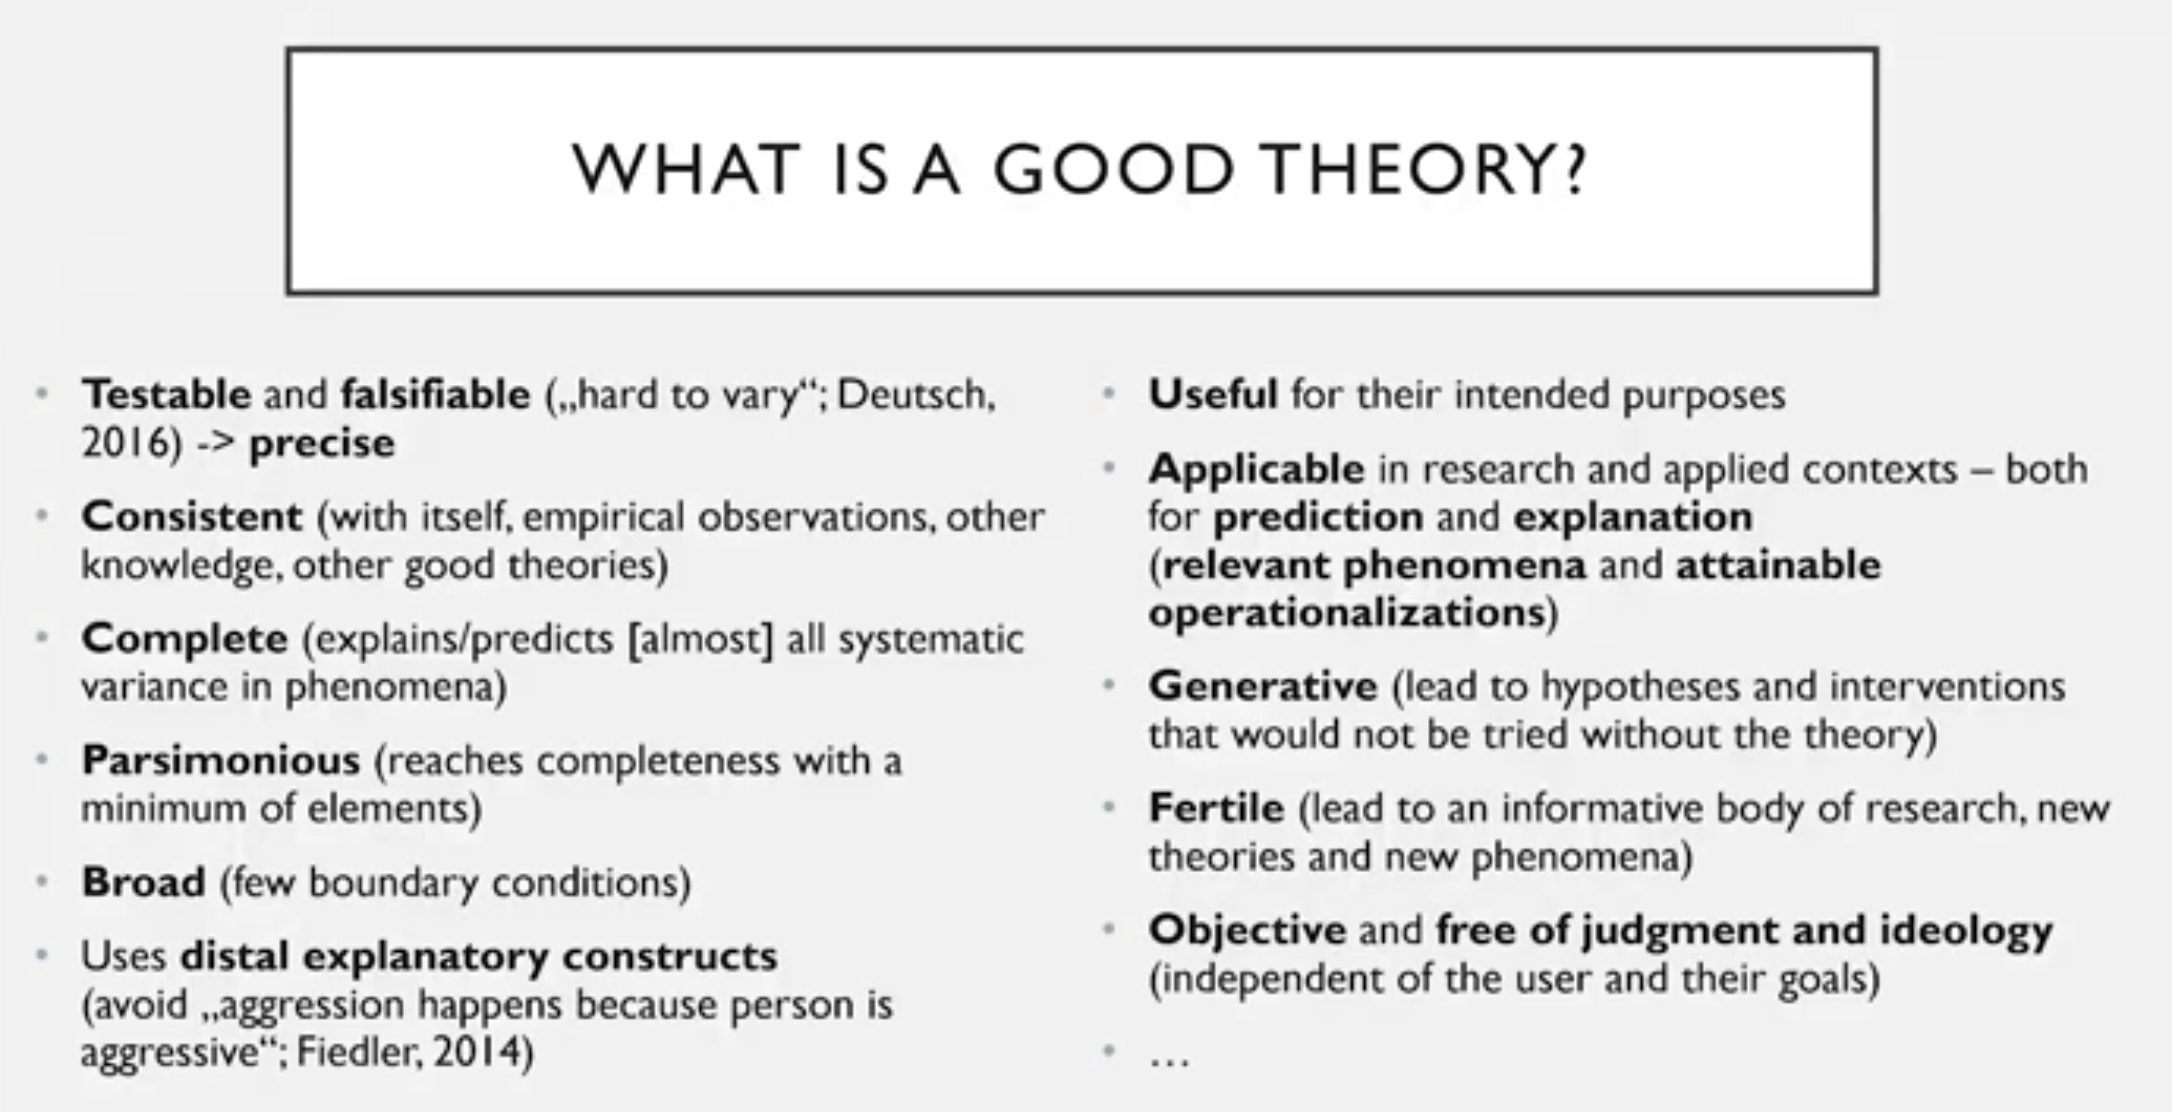 WHAT IS A GOOD THEORY?
• Testable and falsifiable („hard to vary“; Deutsch,
2016) -> precise
• Consistent (with itself, empirical observations, other
knowledge, other good theories)
• Complete (explains/predicts [almost] all systematic
variance in phenomena)
• Parsimonious (reaches completeness with a
minimum of elements)
• Broad (few boundary conditions)
• Uses distal explanatory constructs
(avoid „aggression happens because person is
aggressive“; Fiedler, 2014)
• Useful for their intended purposes
• Applicable in research and applied contexts – both
for prediction and explanation
(relevant phenomena and attainable
operationalizations)
• Generative (lead to hypotheses and interventions
that would not be tried without the theory)
• Fertile (lead to an informative body of research, new
theories and new phenomena)
• Objective and free of judgment and ideology
(independent of the user and their goals)
• …